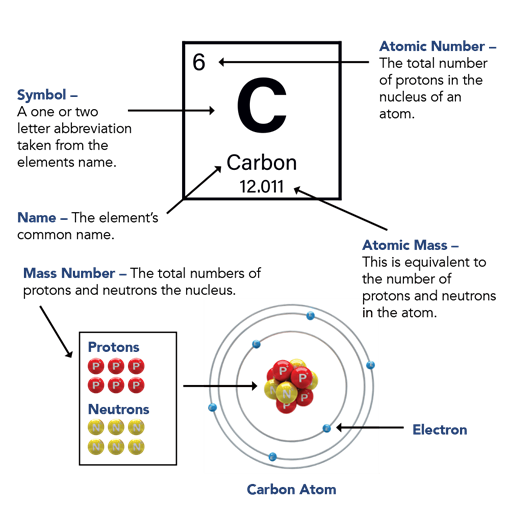 Atomic Number –
The total number
of protons in the
nucleus of an
atom.
6
C
Carbon
12.011
Symbol –
A one or two
letter abbreviation
taken from the
elements name.
Name – The element's
common name.
Atomic Mass –
This is equivalent to
the number of
protons and neutrons
in the atom.
Mass Number – The total numbers of
protons and neutrons the nucleus.
Protons
P P P
P P P
Neutrons
N N N
N N N
P P
N
N
P
P
Electron
Carbon Atom